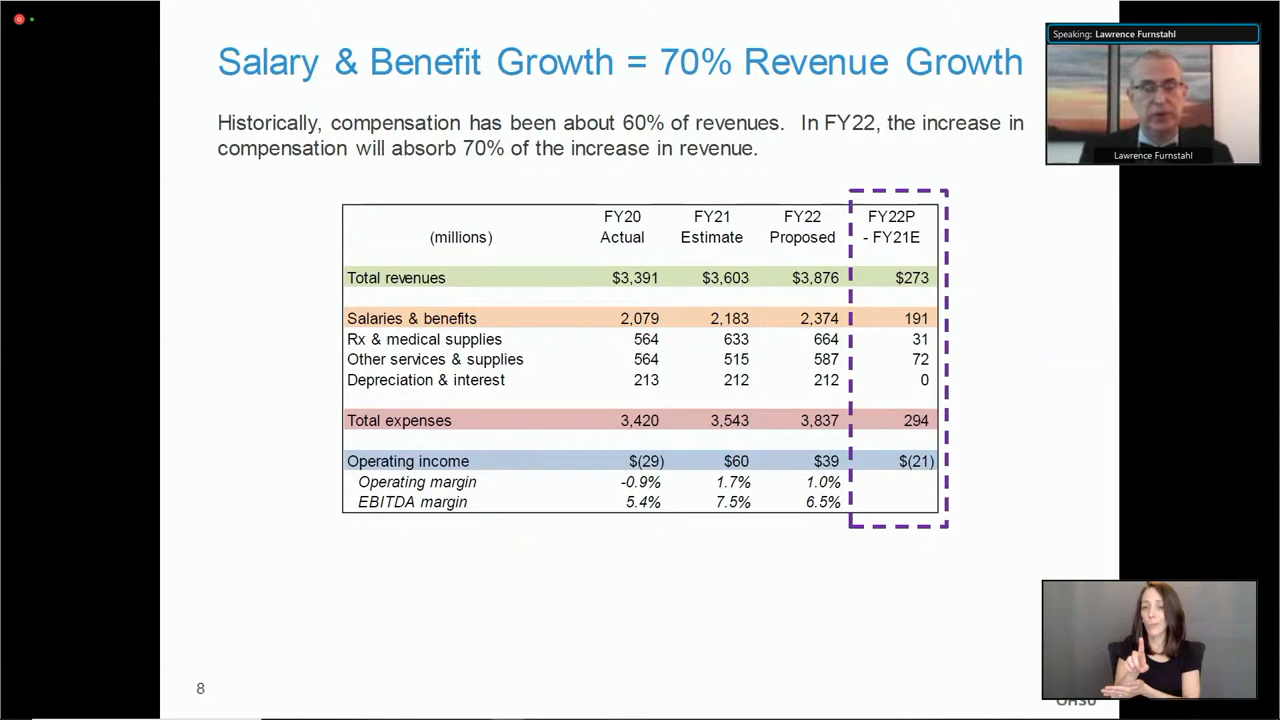 Salary & Benefit Growth = 70% Revenue Growth
Speaking: Lawrence Furnstahl
Lawrence Furnstahl
Historically, compensation has been about 60% of revenues. In FY22, the increase in
compensation will absorb 70% of the increase in revenue.
FY20 FY21 FY22 FY22P
(millions) Actual Estimate Proposed - FY21E
Total revenues $3,391 $3,603 $3,876 $273
Salaries & benefits 2,079 2,183 2,374 191
Rx & medical supplies 564 633 664 31
Other services & supplies 564 515 587 72
Depreciation & interest 213 212 212 0
Total expenses 3,420 3,543 3,837 294
Operating income $(29) $60 $39 $(21)
Operating margin -0.9% 1.7% 1.0%
EBITDA margin 5.4% 7.5% 6.5%
8
OHSU